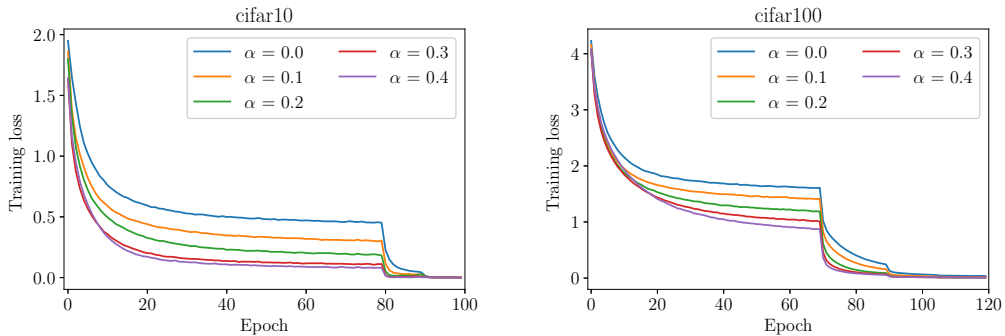 cifar10
Training loss
2.0
1.5
1.0
0.5
0.0
α = 0.0
α = 0.1
α = 0.2
α = 0.3
α = 0.4
0 20 40 60 80 100
Epoch
cifar100
Training loss
4
3
2
1
0
α = 0.0
α = 0.1
α = 0.2
α = 0.3
α = 0.4
0 20 40 60 80 100 120
Epoch